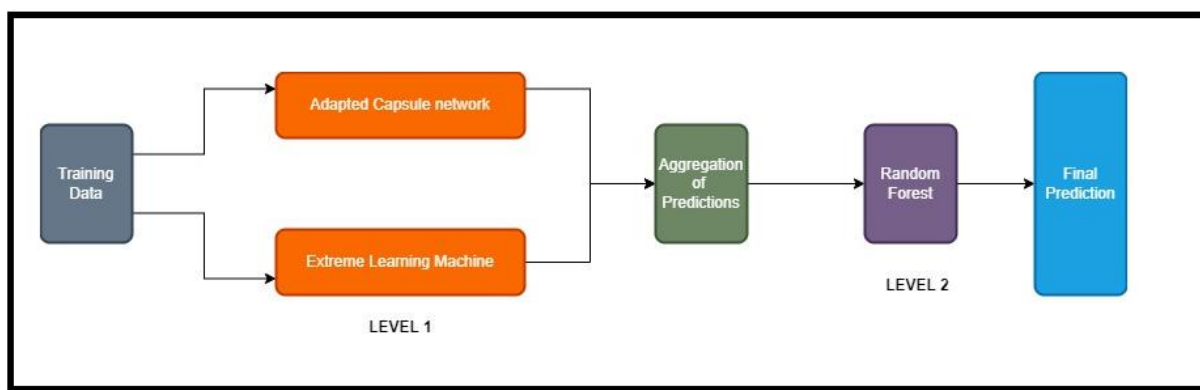 Adapted Capsule network
Training
Data
Extreme Learning Machine
LEVEL 1
Aggregation
of
Predictions
Random
Forest
LEVEL 2
Final
Prediction